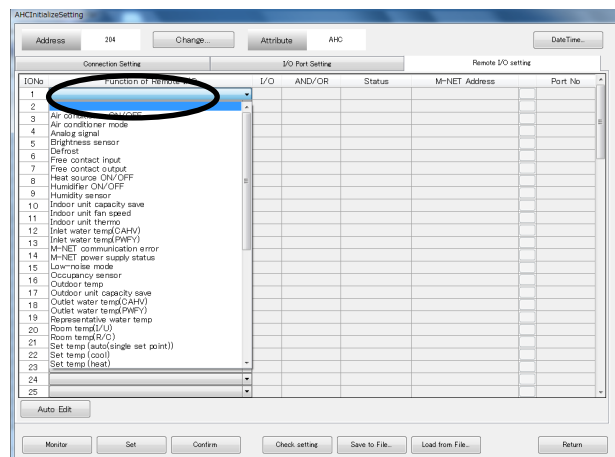 AHCInitializeSetting
Address 204 Change... Attribute AHC DateTime...
Connection Setting I/O Port Setting Remote I/O setting
IONo Function of Remote I/O I/O AND/OR Status M-NET Address Port No
1
2
3 Air conditioner ON/OFF
Air conditioner mode
4 Analog signal
5 Brightness sensor
Defrost
6 Free contact input
7 Free contact output
8 Heat source ON/OFF
Humidifier ON/OFF
9 Humidity sensor
10 Indoor unit capacity save
11 Indoor unit fan speed
Indoor unit thermo
12 Inlet water temp(CAHV)
13 Inlet water temp(PWFY)
M-NET communication error
14 M-NET power supply status
15 Low-noise mode
16 Occupancy sensor
Outdoor temp
17 Outdoor unit capacity save
18 Outlet water temp(CAHV)
Outlet water temp(PWFY)
19 Representative water temp
20 Room temp(I/U)
21 Room temp(R/C)
Set temp (auto(single set point))
22 Set temp (cool)
23 Set temp (heat)
24
25
Auto Edit
Monitor Set Confirm Check setting Save to File... Load from File... Return